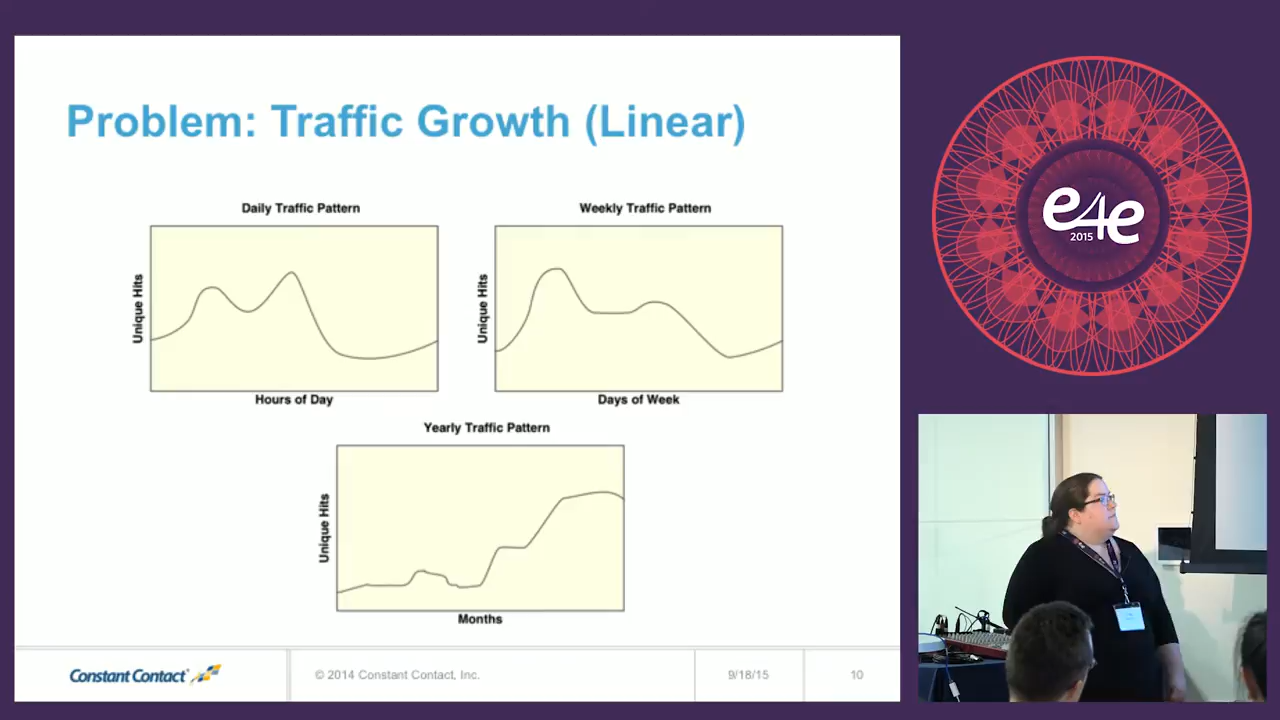 Problem: Traffic Growth (Linear)
Daily Traffic Pattern
Unique Hits
Hours of Day
Weekly Traffic Pattern
Unique Hits
Days of Week
Yearly Traffic Pattern
Unique Hits
Months
Constant Contact
© 2014 Constant Contact, Inc.
9/18/15
10
e4e
2015